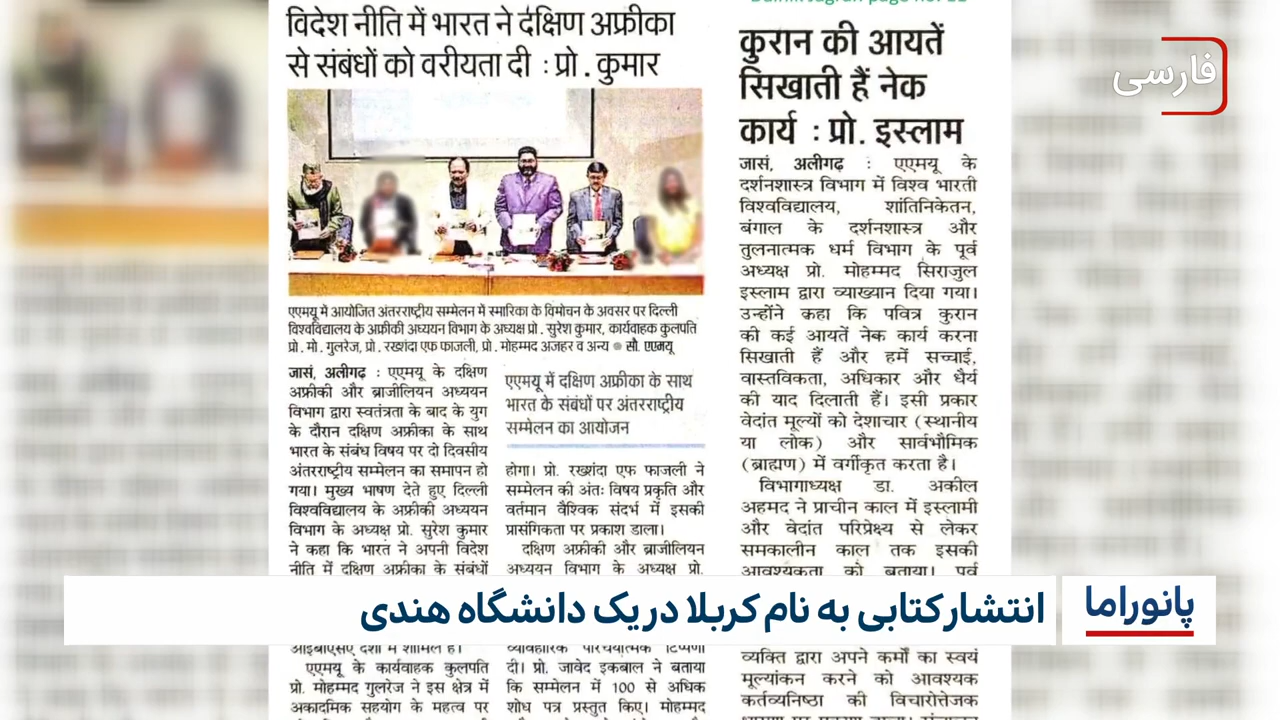 विदेश नीति में भारत ने दक्षिण अफ्रीका
से संबंधों को वरीयता दी : प्रो. कुमार
एएमयू में आयोजित अंतरराष्ट्रीय सम्मेलन में स्मारिका के विमोचन के अवसर पर दिल्ली
विश्वविद्यालय के अफ्रीकी अध्ययन विभाग के अध्यक्ष प्रो. सुरेश कुमार, कार्यवाहक कुलपति
प्रो. मो. गुलरेज, प्रो. रख्शंदा एफ फाजली, प्रो. मोहम्मद अजहर व अन्य ● सौ. एएमयू
जासं, अलीगढ़ : एएमयू के दक्षिण
अफ्रीकी और ब्राजीलियन अध्ययन
विभाग द्वारा स्वतंत्रता के बाद के युग
के दौरान दक्षिण अफ्रीका के साथ
भारत के संबंध विषय पर दो दिवसीय
अंतरराष्ट्रीय सम्मेलन का समापन हो
गया। मुख्य भाषण देते हुए दिल्ली
विश्वविद्यालय के अफ्रीकी अध्ययन
विभाग के अध्यक्ष प्रो. सुरेश कुमार
ने कहा कि भारत ने अपनी विदेश
नीति में दक्षिण अफ्रीका के संबंधों
एएमयू के कार्यवाहक कुलपति
प्रो. मोहम्मद गुलरेज ने इस क्षेत्र में
अकादमिक सहयोग के महत्व पर
एएमयू में दक्षिण अफ्रीका के साथ
भारत के संबंधों पर अंतरराष्ट्रीय
सम्मेलन का आयोजन
होगा। प्रो. रख्शंदा एफ फाजली ने
सम्मेलन की अंतः विषय प्रकृति और
वर्तमान वैश्विक संदर्भ में इसकी
प्रासंगिकता पर प्रकाश डाला।
दक्षिण अफ्रीकी और ब्राजीलियन
अध्ययन विभाग के अध्यक्ष प्रो.
दी। प्रो. जावेद इकबाल ने बताया
कि सम्मेलन में 100 से अधिक
शोध पत्र प्रस्तुत किए। मोहम्मद
कुरान की आयतें
सिखाती हैं नेक
कार्य : प्रो. इस्लाम
जासं, अलीगढ़ : एएमयू के
दर्शनशास्त्र विभाग में विश्व भारती
विश्वविद्यालय, शांतिनिकेतन,
बंगाल के दर्शनशास्त्र और
तुलनात्मक धर्म विभाग के पूर्व
अध्यक्ष प्रो. मोहम्मद सिराजुल
इस्लाम द्वारा व्याख्यान दिया गया।
उन्होंने कहा कि पवित्र कुरान
की कई आयतें नेक कार्य करना
सिखाती हैं और हमें सच्चाई,
वास्तविकता, अधिकार और धैर्य
की याद दिलाती हैं। इसी प्रकार
वेदांत मूल्यों को देशाचार (स्थानीय
या लोक) और सार्वभौमिक
(ब्राह्मण) में वर्गीकृत करता है।
विभागाध्यक्ष डा. अकील
अहमद ने प्राचीन काल में इस्लामी
और वेदांत परिप्रेक्ष्य से लेकर
समकालीन काल तक इसकी
आवश्यकता को बताया। पूर्व
व्यक्ति द्वारा अपने कर्मों का स्वयं
मूल्यांकन करने को आवश्यक
कर्तव्यनिष्ठा की विचारोत्तेजक
فارسی
پانوراما
انتشار کتابی به نام کربلا در یک دانشگاه هندی